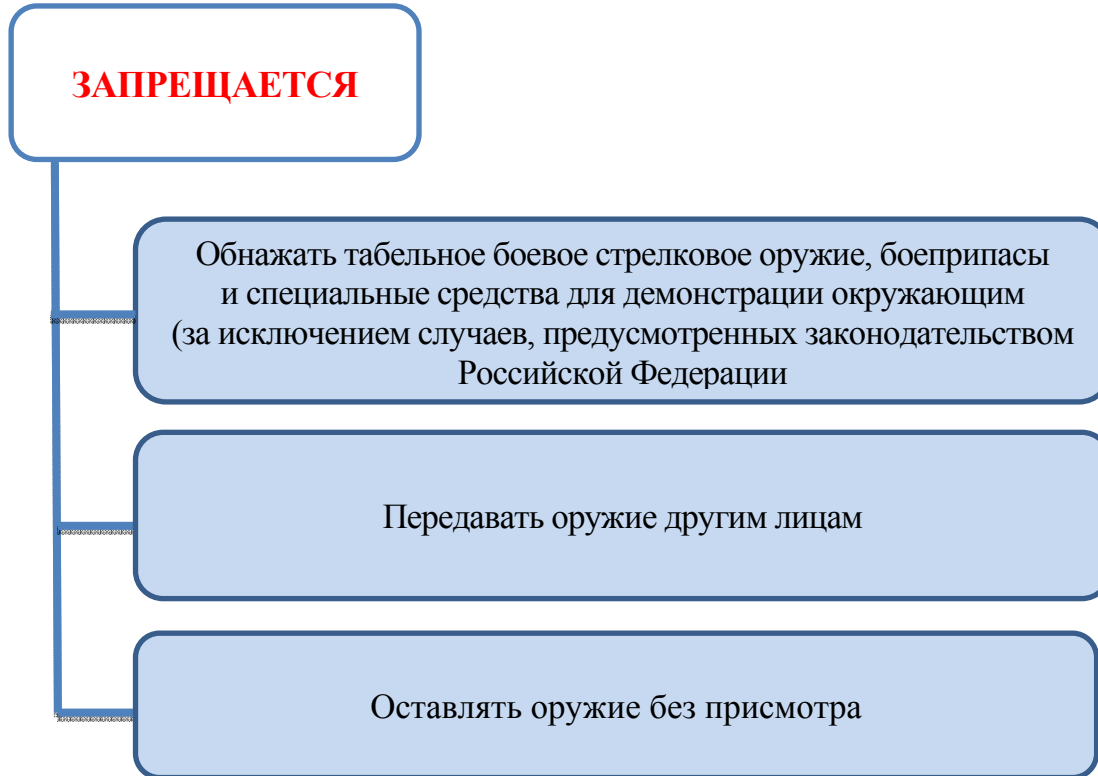 ЗАПРЕЩАЕТСЯ
Обнажать табельное боевое стрелковое оружие, боеприпасы
и специальные средства для демонстрации окружающим
(за исключением случаев, предусмотренных законодательством
Российской Федерации
Передавать оружие другим лицам
Оставлять оружие без присмотра